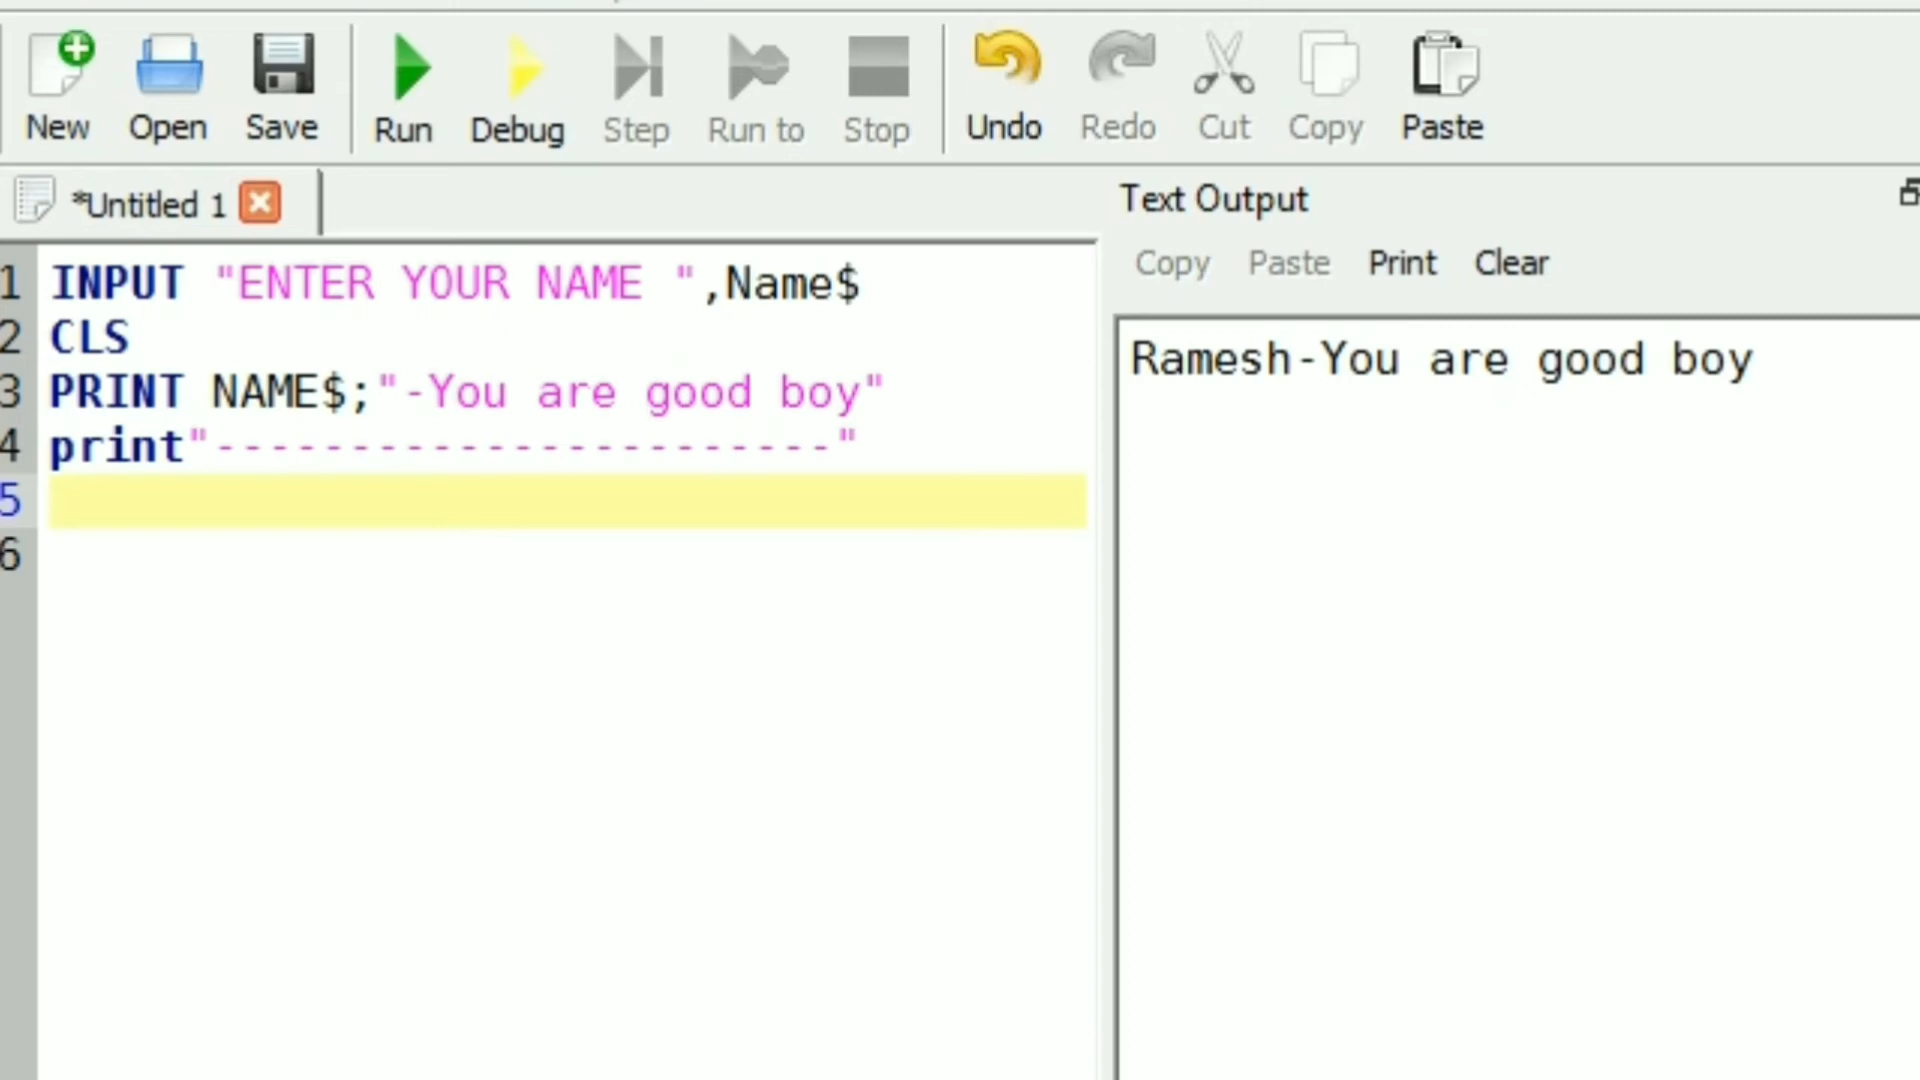 New Open Save Run Debug Step Run to Stop Undo Redo Cut Copy Paste
*Untitled 1
Text Output
Copy Paste Print Clear
1 INPUT "ENTER YOUR NAME ",Name$
2 CLS
3 PRINT NAME$;"-You are good boy"
4 print"-----------------------"
5
6
Ramesh-You are good boy